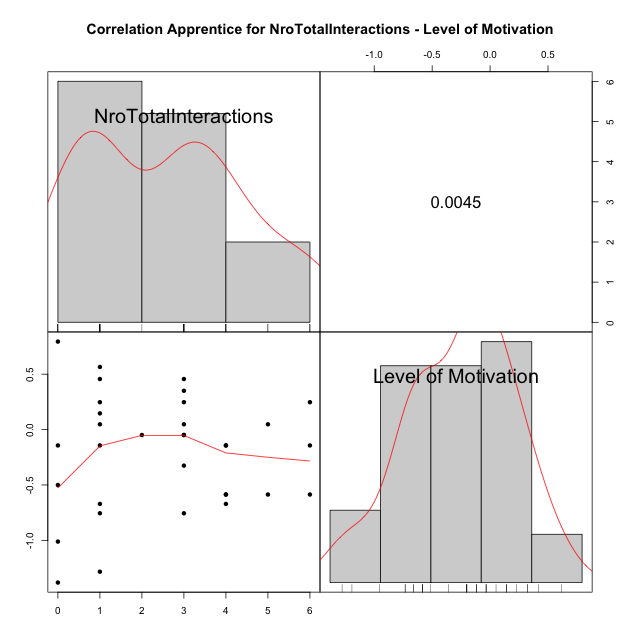 Correlation Apprentice for NroTotalInteractions - Level of Motivation
-1.0 -0.5 0.0 0.5
NroTotalInteractions
0.0045
0 1 2 3 4 5 6
Level of Motivation
-1.0 -0.5 0.0 0.5
0 1 2 3 4 5 6